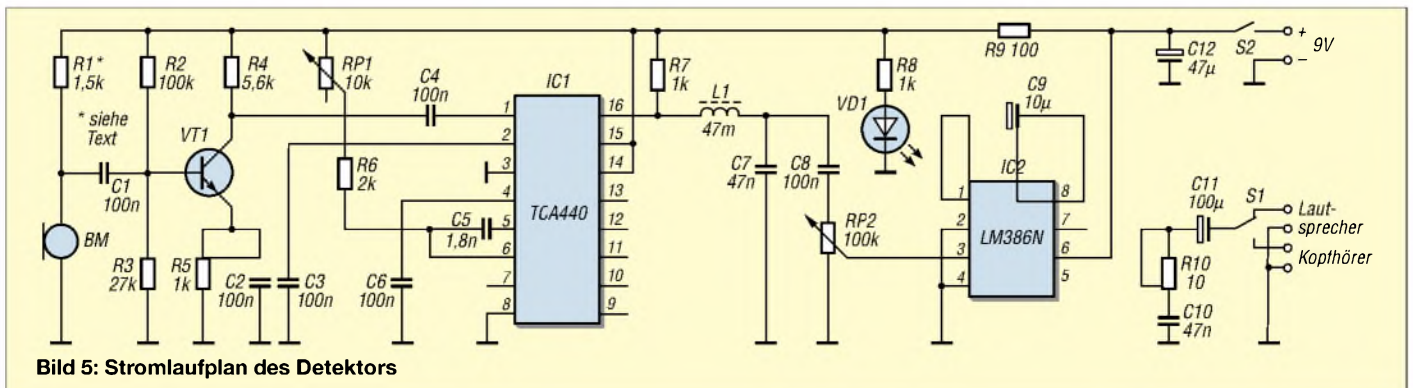 R1*
1,5k
R2
100k
R4
5,6k
RP1
10k
C4
100n
IC1
R7
1k
L1
47m
R8
1k
VD1
R9 100
C9
10µ
C12
47µ
S2
+
9V
–
* siehe
Text
VT1
C1
100n
BM
R3
27k
R5
1k
C2
100n
C3
100n
R6
2k
C5
1,8n
C6
100n
1
2
3
4
5
6
7
8
TCA440
16
15
14
13
12
11
10
9
C7
47n
C8
100n
RP2
100k
IC2
1
2
3
4
LM386N
8
7
6
5
C11
100µ
S1
R10
10
C10
47n
Laut-
sprecher
Kopfhörer
Bild 5: Stromlaufplan des Detektors